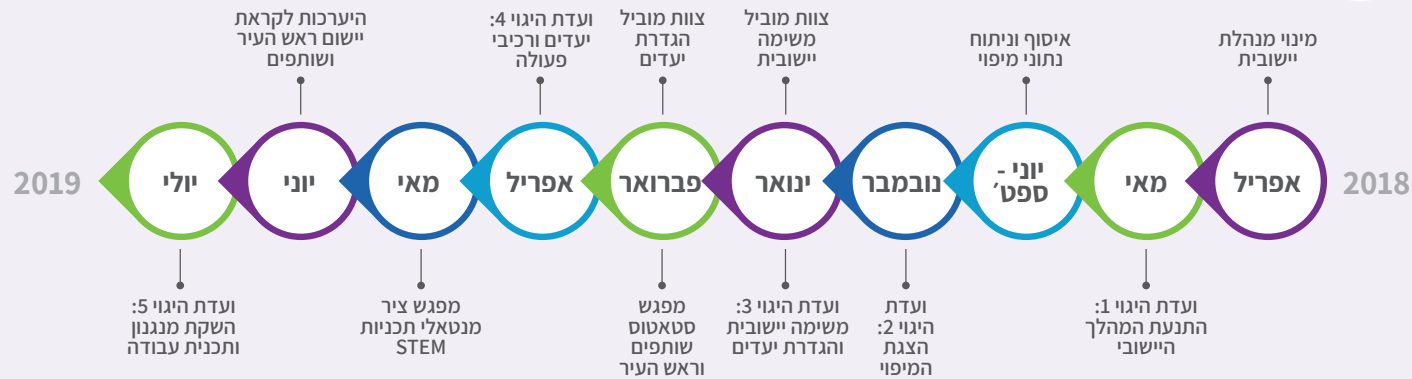 מינוי מנהלת
יישובית
איסוף וניתוח
נתוני מיפוי
צוות מוביל
משימה
יישובית
צוות מוביל
הגדרת
יעדים
ועדת היגוי 4:
יעדים ורכיבי
פעולה
היערכות לקראת
יישום ראש העיר
ושותפים
2018
אפריל
מאי
יוני -
ספט׳
נובמבר
ינואר
פברואר
אפריל
מאי
יוני
יולי
2019
ועדת היגוי 1:
התנעת המהלך
היישובי
ועדת
היגוי 2:
הצגת
המיפוי
ועדת היגוי 3:
משימה יישובית
והגדרת יעדים
מפגש
סטאטוס
שותפים
וראש העיר
מפגש ציר
מנטאלי תכניות
STEM
ועדת היגוי 5:
השקת מנגנון
ותכנית עבודה